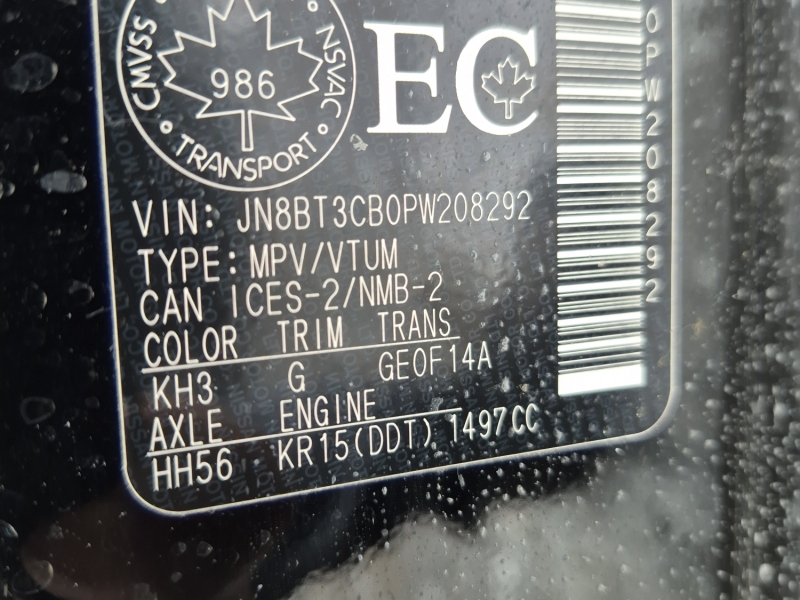 CMVSS NSVAC
986
TRANSPORT
EC
VIN: JN8BT3CB0PW208292
TYPE: MPV/VTUM
CAN ICES-2/NMB-2
COLOR TRIM TRANS
KH3 G GE0F14A
AXLE ENGINE
HH56 KR15(DDT) 1497CC
0PW208292